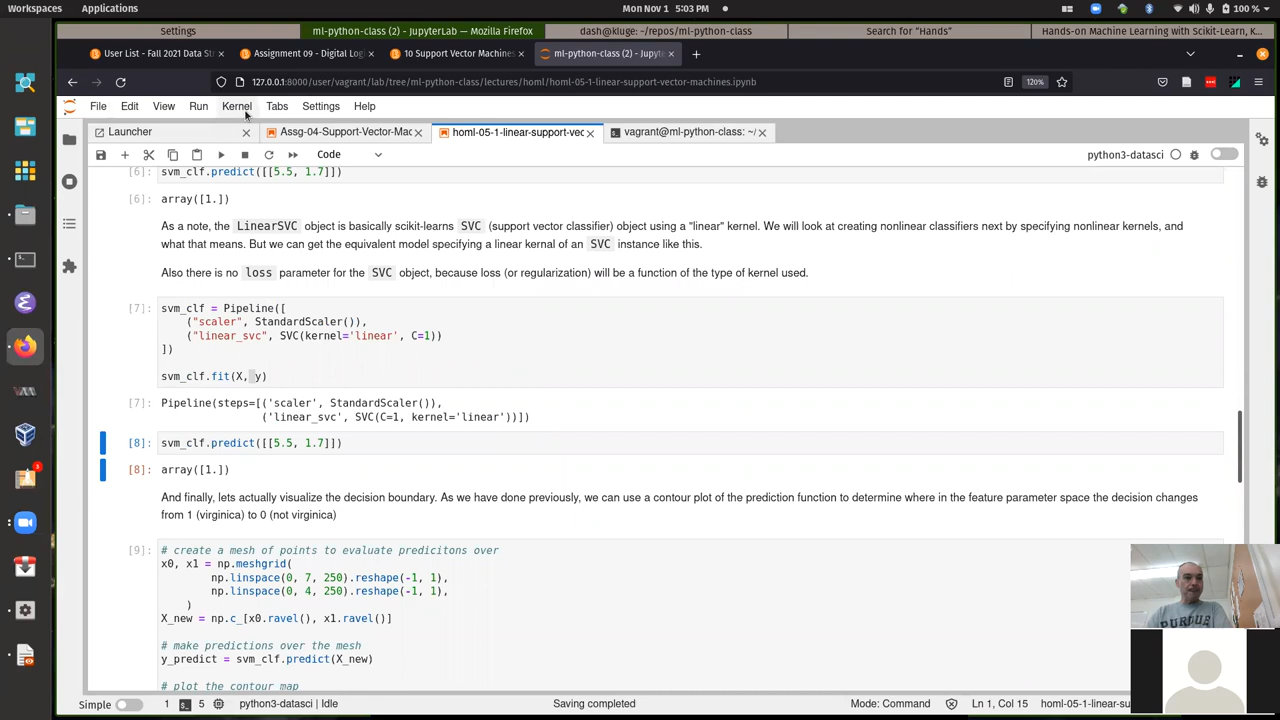 Workspaces Applications Mon Nov 1 5:03 PM 100 %
Settings ml-python-class (2) - JupyterLab — Mozilla Firefox dash@kluge: ~/repos/ml-python-class Search for "Hands" Hands-on Machine Learning with Scikit-Learn, K...
User List - Fall 2021 Data St Assignment 09 - Digital Logi 10 Support Vector Machines ml-python-class (2) - Jupyte
127.0.0.1:8000/user/vagrant/lab/tree/ml-python-class/lectures/homl/homl-05-1-linear-support-vector-machines.ipynb 120%
File Edit View Run Kernel Tabs Settings Help
Launcher Assg-04-Support-Vector-Mac homl-05-1-linear-support-vec vagrant@ml-python-class: ~/
Code python3-datasci
[6]: svm_clf.predict([[5.5, 1.7]])
[6]: array([1.])
As a note, the LinearSVC object is basically scikit-learns SVC (support vector classifier) object using a "linear" kernel. We will look at creating nonlinear classifiers next by specifying nonlinear kernels, and
what that means. But we can get the equivalent model specifying a linear kernal of an SVC instance like this.
Also there is no loss parameter for the SVC object, because loss (or regularization) will be a function of the type of kernel used.
[7]: svm_clf = Pipeline([
("scaler", StandardScaler()),
("linear_svc", SVC(kernel='linear', C=1))
])
svm_clf.fit(X, y)
[7]: Pipeline(steps=[('scaler', StandardScaler()),
('linear_svc', SVC(C=1, kernel='linear'))])
[8]: svm_clf.predict([[5.5, 1.7]])
[8]: array([1.])
And finally, lets actually visualize the decision boundary. As we have done previously, we can use a contour plot of the prediction function to determine where in the feature parameter space the decision changes
from 1 (virginica) to 0 (not virginica)
[9]: # create a mesh of points to evaluate predicitons over
x0, x1 = np.meshgrid(
np.linspace(0, 7, 250).reshape(-1, 1),
np.linspace(0, 4, 250).reshape(-1, 1),
)
X_new = np.c_[x0.ravel(), x1.ravel()]
# make predictions over the mesh
y_predict = svm_clf.predict(X_new)
# plot the contour map
PURDUE
Simple 1 5 python3-datasci | Idle Saving completed Mode: Command Ln 1, Col 15 homl-05-1-linear-su